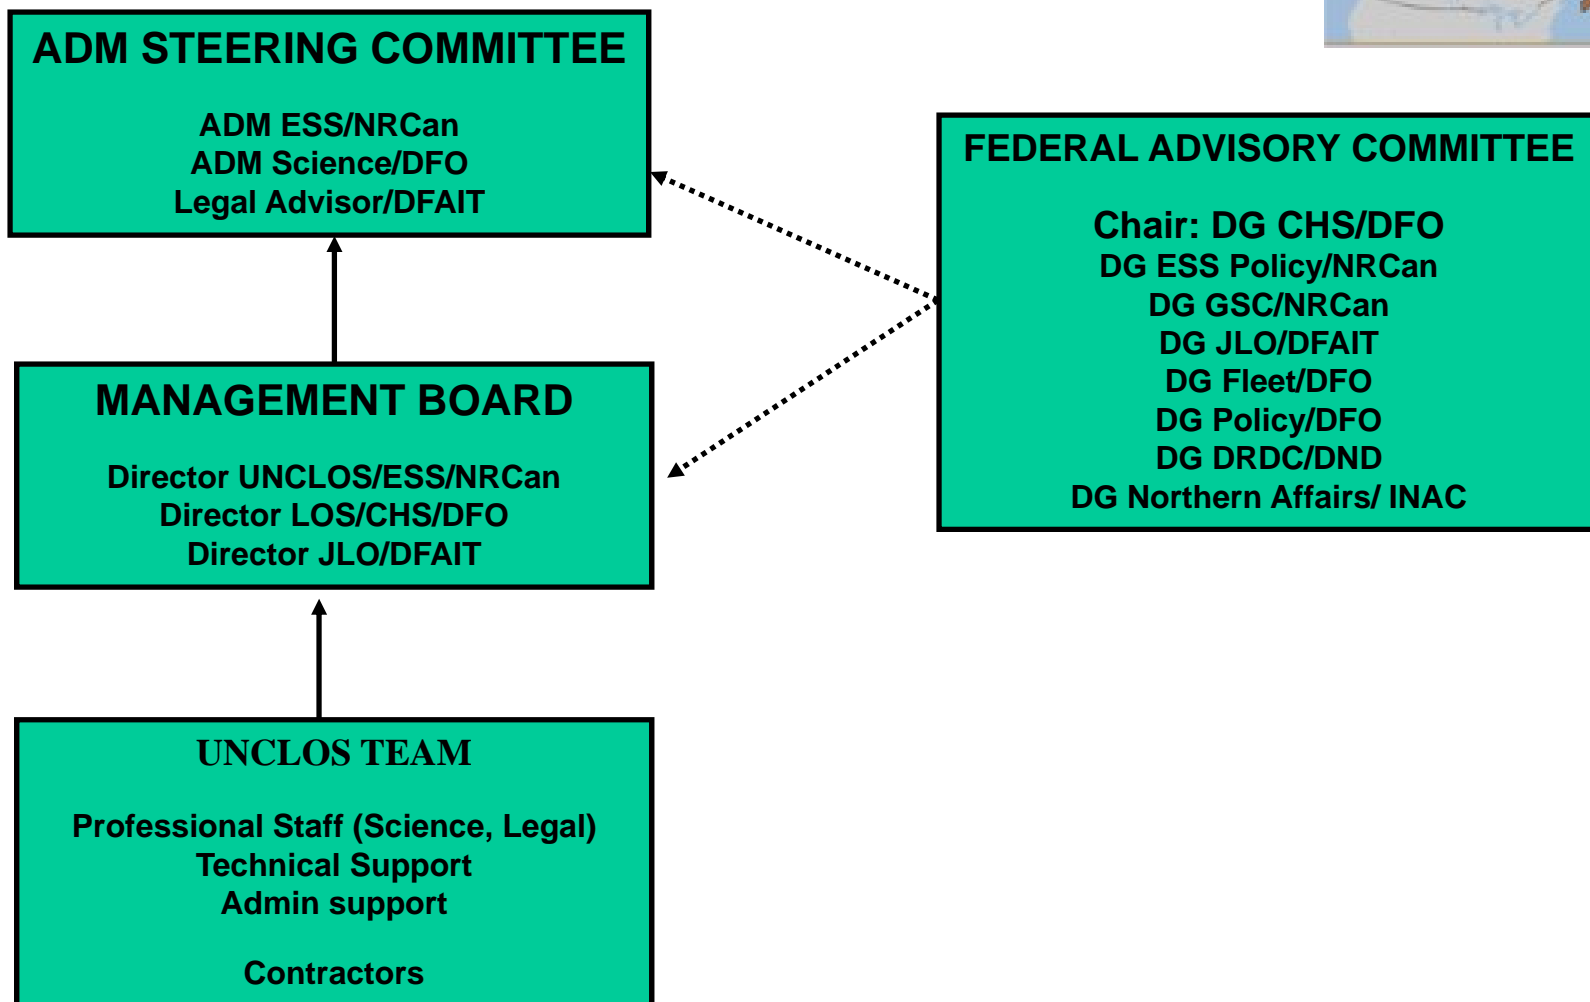 ADM STEERING COMMITTEE
ADM ESS/NRCan
ADM Science/DFO
Legal Advisor/DFAIT
FEDERAL ADVISORY COMMITTEE
Chair: DG CHS/DFO
DG ESS Policy/NRCan
DG GSC/NRCan
DG JLO/DFAIT
DG Fleet/DFO
DG Policy/DFO
DG DRDC/DND
DG Northern Affairs/ INAC
MANAGEMENT BOARD
Director UNCLOS/ESS/NRCan
Director LOS/CHS/DFO
Director JLO/DFAIT
UNCLOS TEAM
Professional Staff (Science, Legal)
Technical Support
Admin support
Contractors